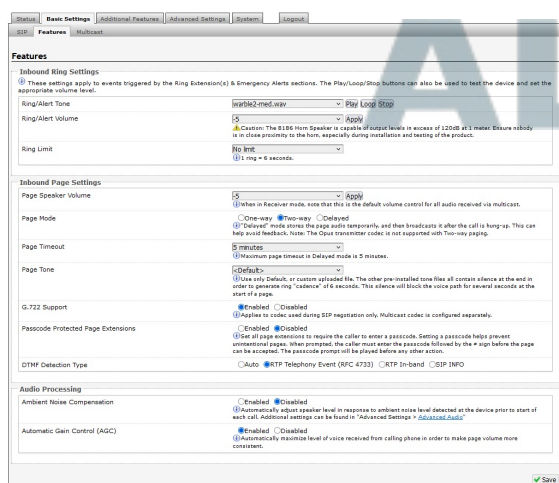 Status Basic Settings Additional Features Advanced Settings System Logout
SIP Features Multicast
Features
Inbound Ring Settings
These settings apply to events triggered by the Ring Extension(s) & Emergency Alerts sections. The Play/Loop/Stop buttons can also be used to test the device and set the
appropriate volume level.
Ring/Alert Tone warble2-med.wav Play Loop Stop
Ring/Alert Volume -5 Apply
Caution: The 8186 Horn Speaker is capable of output levels in excess of 120dB at 1 meter. Ensure nobody
is in close proximity to the horn, especially during installation and testing of the product.
Ring Limit No limit
1 ring = 6 seconds.
Inbound Page Settings
Page Speaker Volume -5 Apply
When in Receiver mode, note that this is the default volume control for all audio received via multicast.
Page Mode One-way Two-way Delayed
"Delayed" mode stores the page audio temporarily, and then broadcasts it after the call is hung-up. This can
help avoid feedback. Note: The Opus transmitter codec is not supported with Two-way paging.
Page Timeout 5 minutes
Maximum page timeout in Delayed mode is 5 minutes.
Page Tone <Default>
Use only Default, or custom uploaded file. The other pre-installed tone files all contain silence at the end in
order to generate ring "cadence" of 6 seconds. This silence will block the voice path for several seconds at the
start of a page.
G.722 Support Enabled Disabled
Applies to codec used during SIP negotiation only. Multicast codec is configured separately.
Passcode Protected Page Extensions Enabled Disabled
Set all page extensions to require the caller to enter a passcode. Setting a passcode helps prevent
unintentional pages. When prompted, the caller must enter the passcode followed by the # sign before the page
can be accepted. The passcode prompt will be played before any other action.
DTMF Detection Type Auto RTP Telephony Event (RFC 4733) RTP In-band SIP INFO
Audio Processing
Ambient Noise Compensation Enabled Disabled
Automatically adjust speaker level in response to ambient noise level detected at the device prior to start of
each call. Additional settings can be found in "Advanced Settings > Advanced Audio"
Automatic Gain Control (AGC) Enabled Disabled
Automatically maximize level of voice received from calling phone in order to make page volume more
consistent.
Save